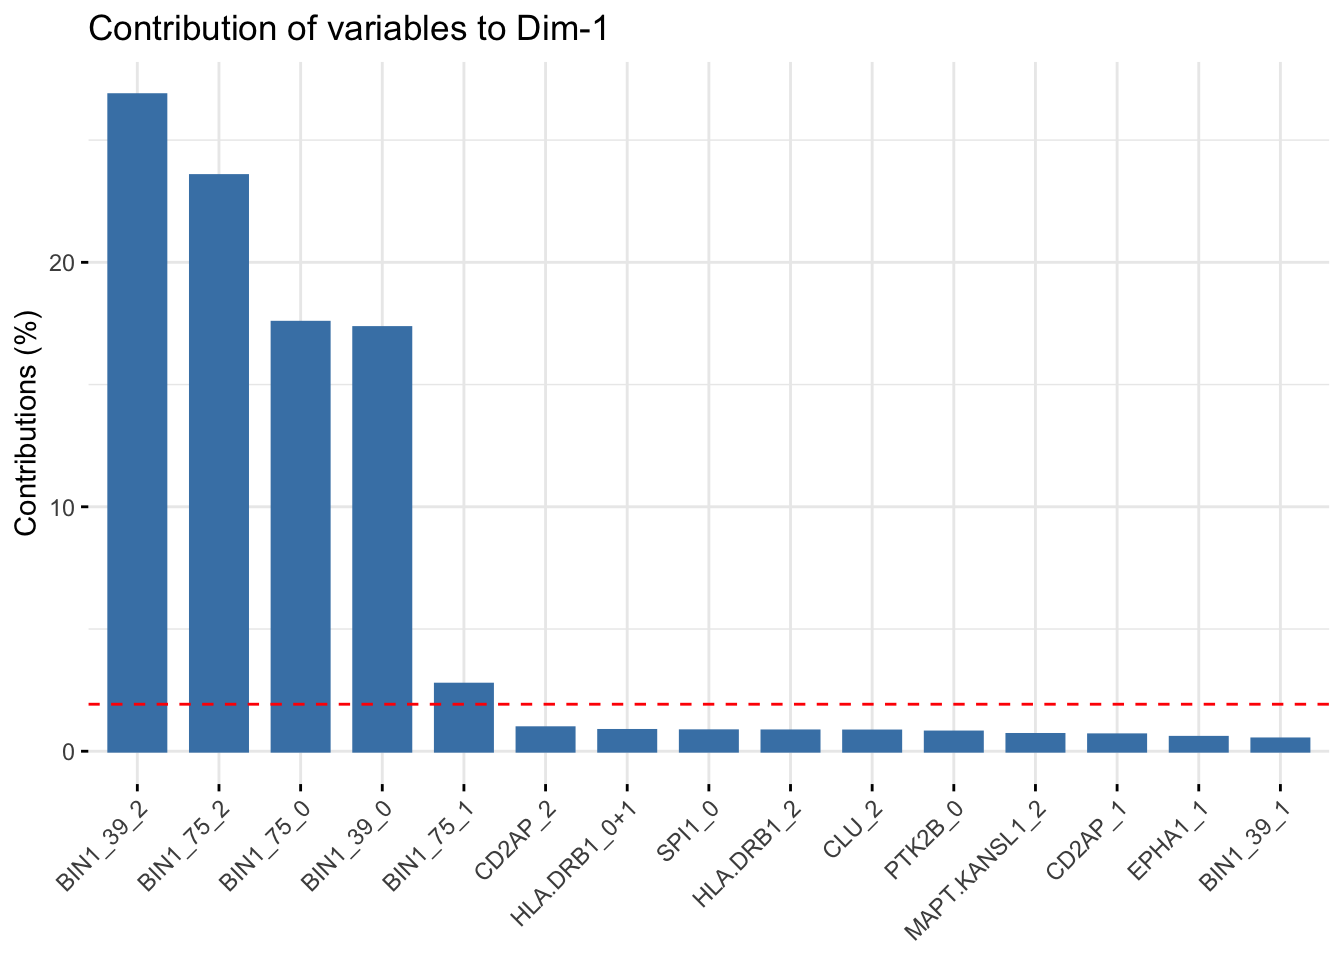 Contribution of variables to Dim-1
Contributions (%)
20
10
0
BIN1_39_2
BIN1_75_2
BIN1_75_0
BIN1_39_0
BIN1_75_1
CD2AP_2
HLA.DRB1_0+1
SPI1_0
HLA.DRB1_2
CLU_2
PTK2B_0
MAPT.KANSL1_2
CD2AP_1
EPHA1_1
BIN1_39_1